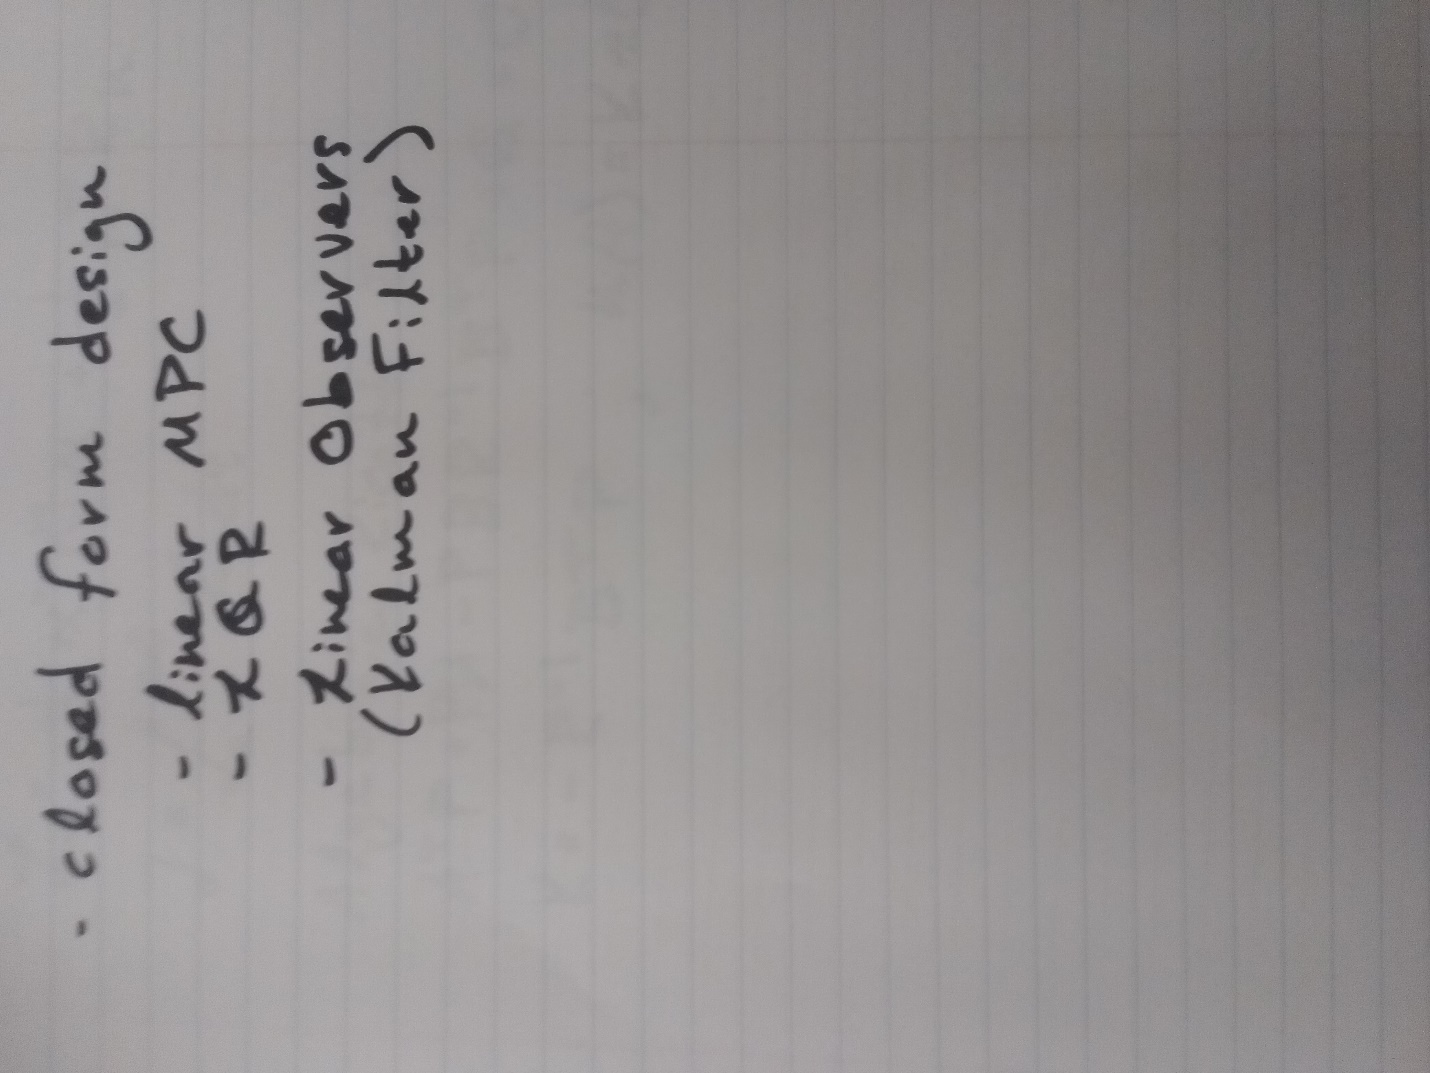 - closed form design
- linear MPC
- LQR
- Linear Observers
(Kalman Filter)